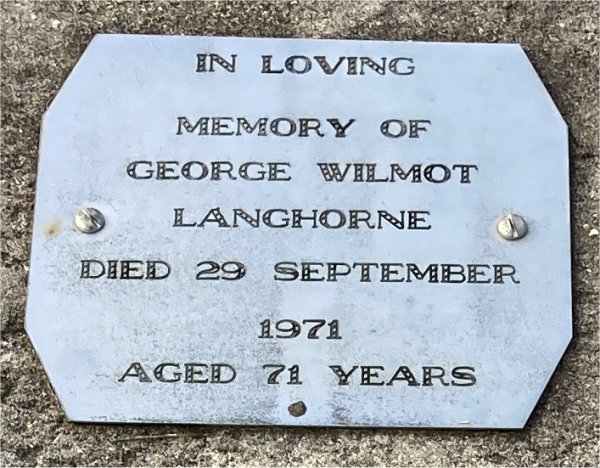 IN LOVING
MEMORY OF
GEORGE WILMOT
LANGHORNE
DIED 29 SEPTEMBER
1971
AGED 71 YEARS